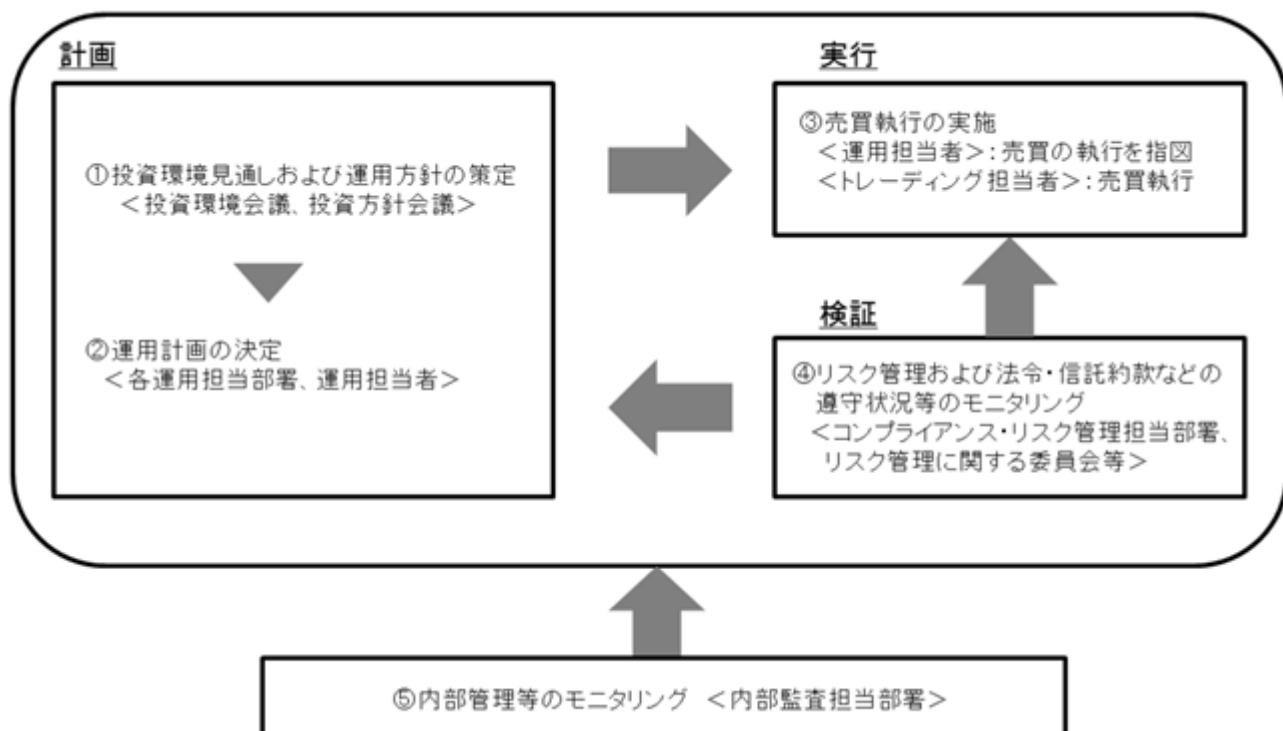 計画
①投資環境見通しおよび運用方針の策定
＜投資環境会議、投資方針会議＞
②運用計画の決定
＜各運用担当部署、運用担当者＞
実行
③売買執行の実施
＜運用担当者＞：売買の執行を指図
＜トレーディング担当者＞：売買執行
検証
④リスク管理および法令・信託約款などの
遵守状況等のモニタリング
＜コンプライアンス・リスク管理担当部署、
リスク管理に関する委員会等＞
⑤内部管理等のモニタリング ＜内部監査担当部署＞